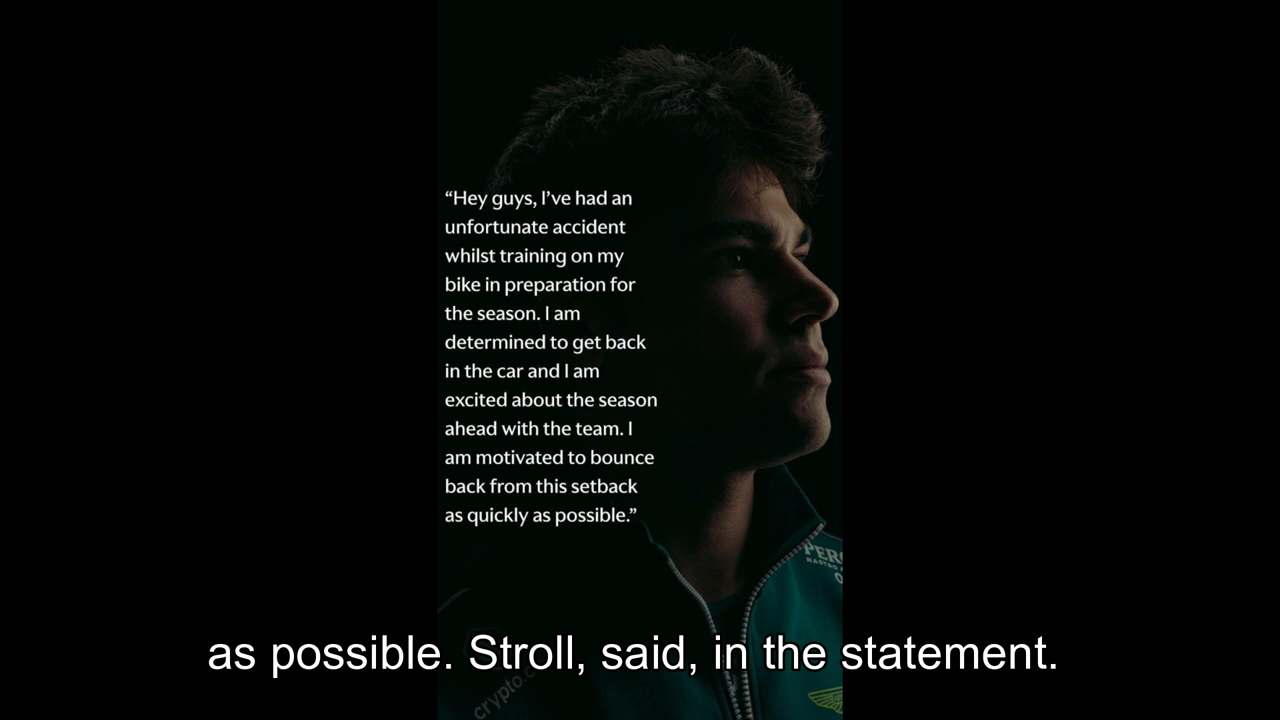 “Hey guys, I’ve had an
unfortunate accident
whilst training on my
bike in preparation for
the season. I am
determined to get back
in the car and I am
excited about the season
ahead with the team. I
am motivated to bounce
back from this setback
as quickly as possible.”
as possible. Stroll, said, in the statement.
crypto.c